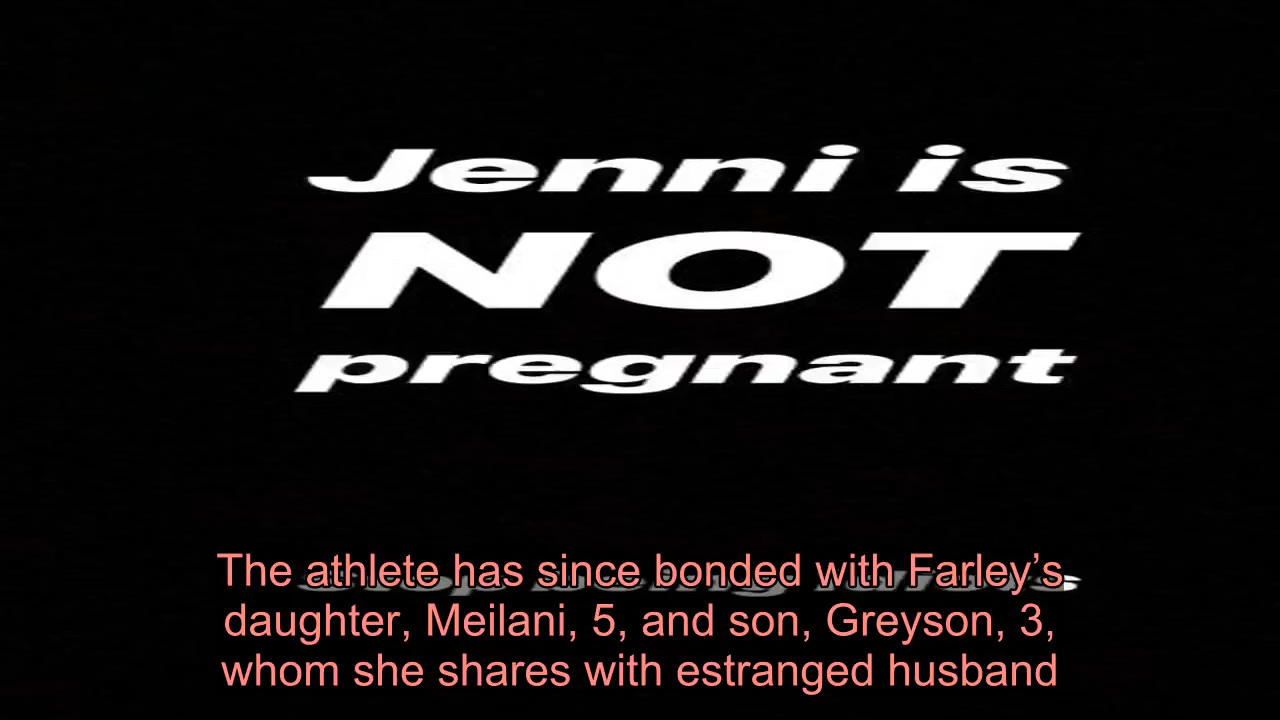 Jenni is
NOT
pregnant
The athlete has since bonded with Farley’s
daughter, Meilani, 5, and son, Greyson, 3,
whom she shares with estranged husband